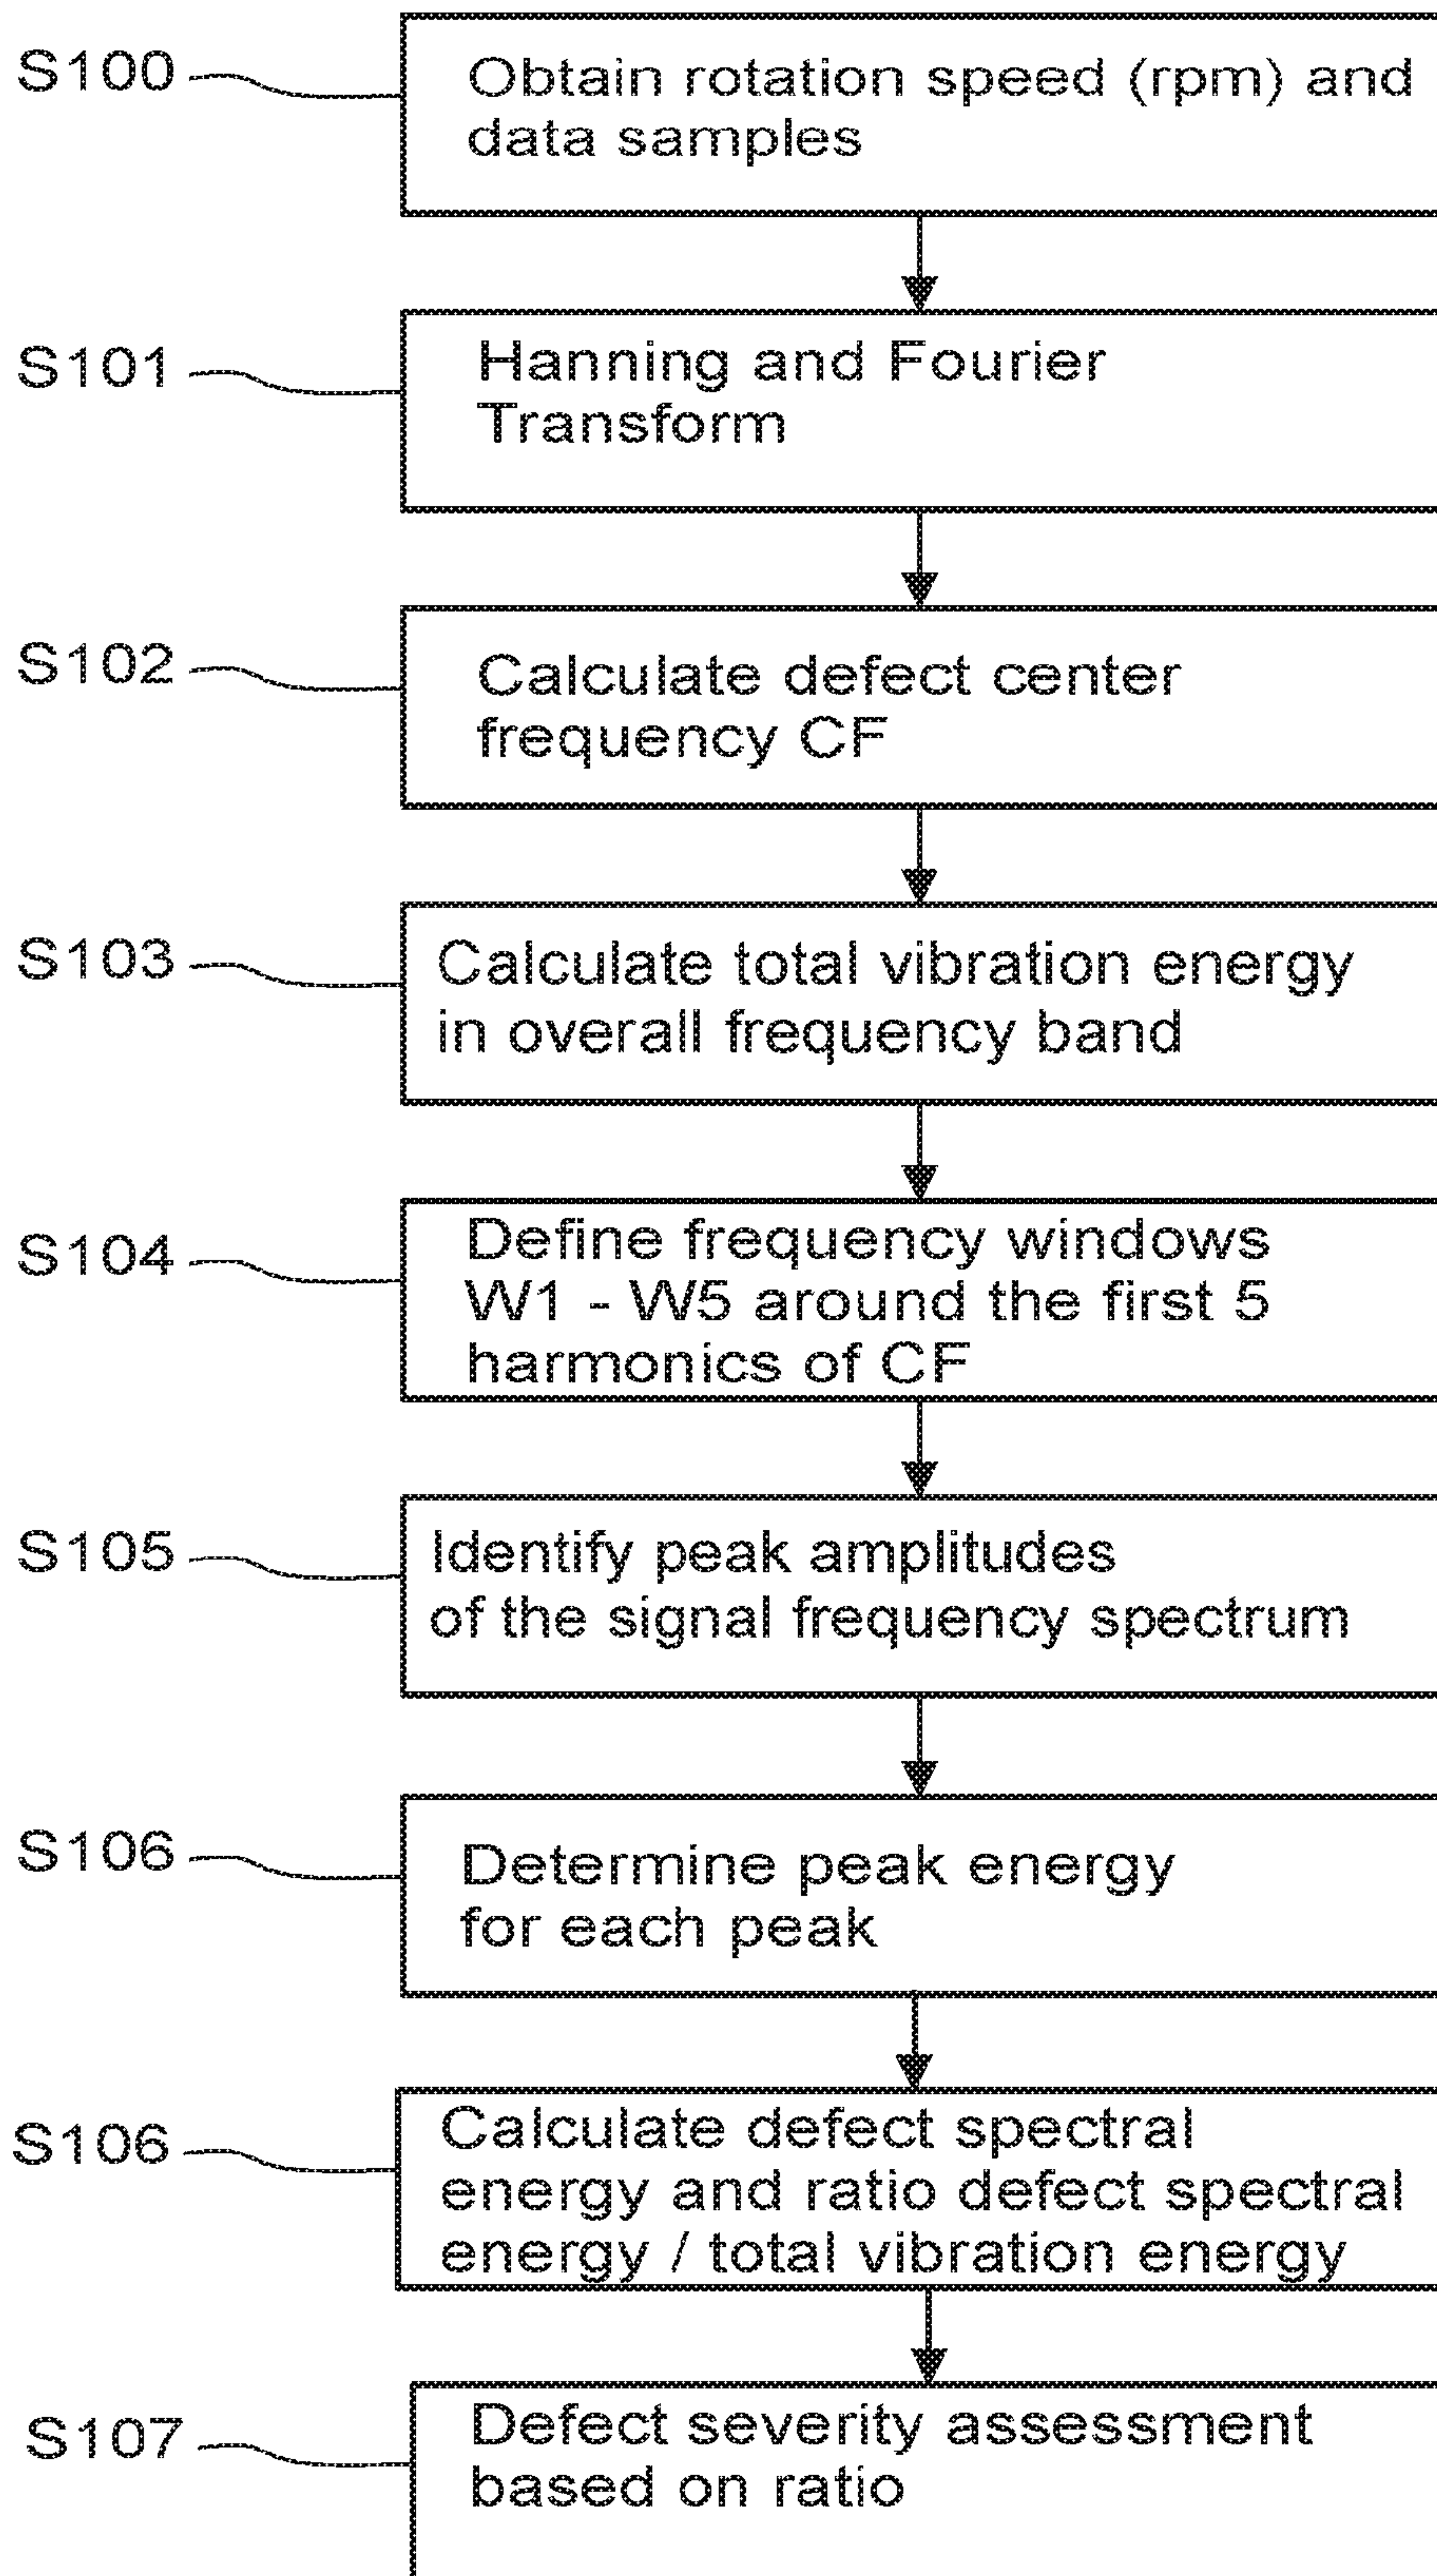 S100
Obtain rotation speed (rpm) and
data samples
S101
Hanning and Fourier
Transform
S102
Calculate defect center
frequency CF
S103
Calculate total vibration energy
in overall frequency band
S104
Define frequency windows
W1 - W5 around the first 5
harmonics of CF
S105
Identify peak amplitudes
of the signal frequency spectrum
S106
Determine peak energy
for each peak
S106
Calculate defect spectral
energy and ratio defect spectral
energy / total vibration energy
S107
Defect severity assessment
based on ratio